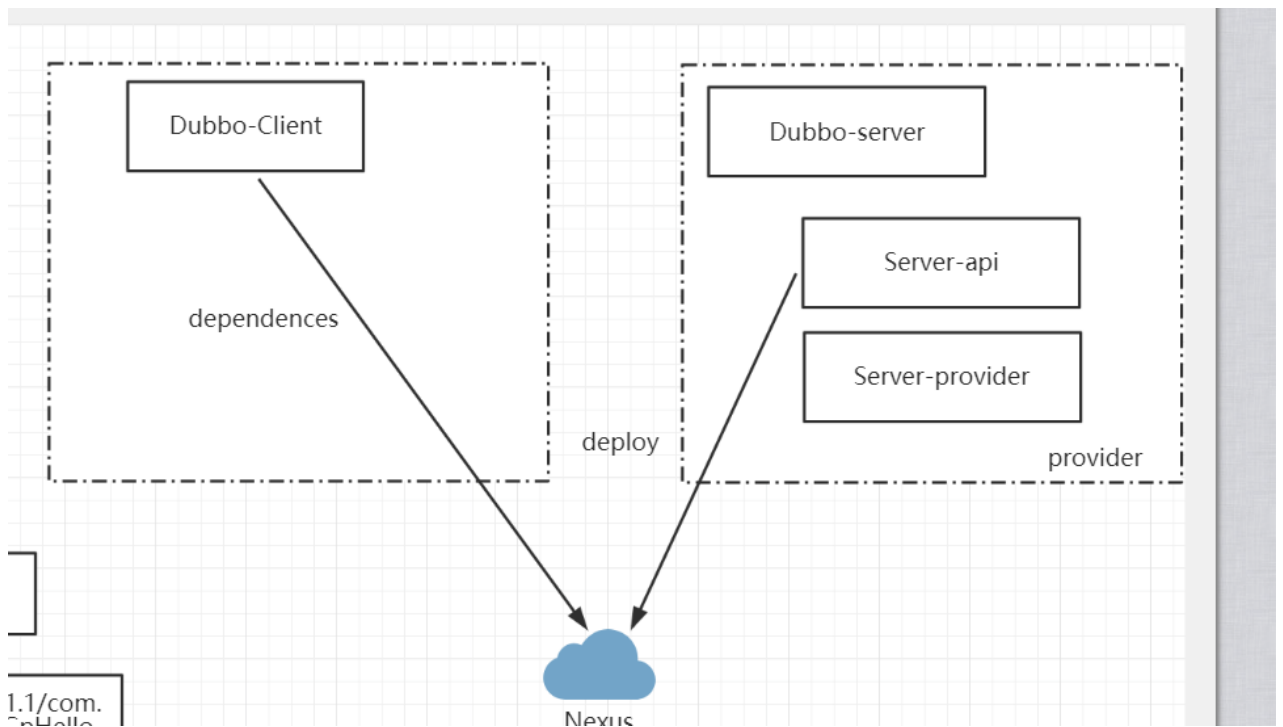 Dubbo-Client
Dubbo-server
Server-api
dependences
Server-provider
deploy
provider
1.1/com.
Nexus